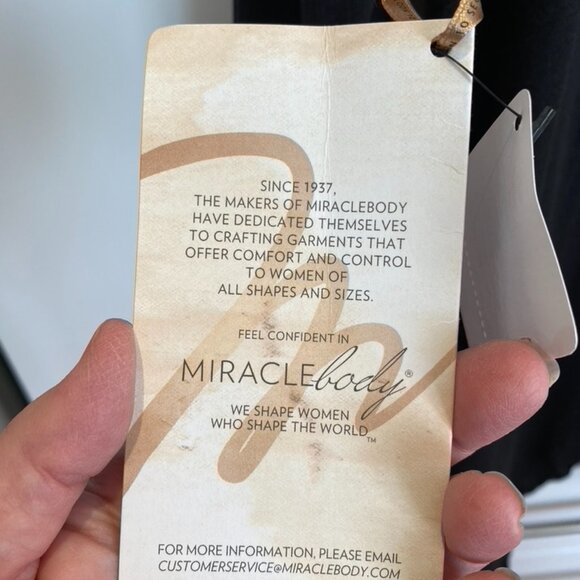 SINCE 1937,
THE MAKERS OF MIRACLEBODY
HAVE DEDICATED THEMSELVES
TO CRAFTING GARMENTS THAT
OFFER COMFORT AND CONTROL
TO WOMEN OF
ALL SHAPES AND SIZES.
FEEL CONFIDENT IN
MIRACLEbody®
WE SHAPE WOMEN
WHO SHAPE THE WORLD™
FOR MORE INFORMATION, PLEASE EMAIL
CUSTOMERSERVICE@MIRACLEBODY.COM